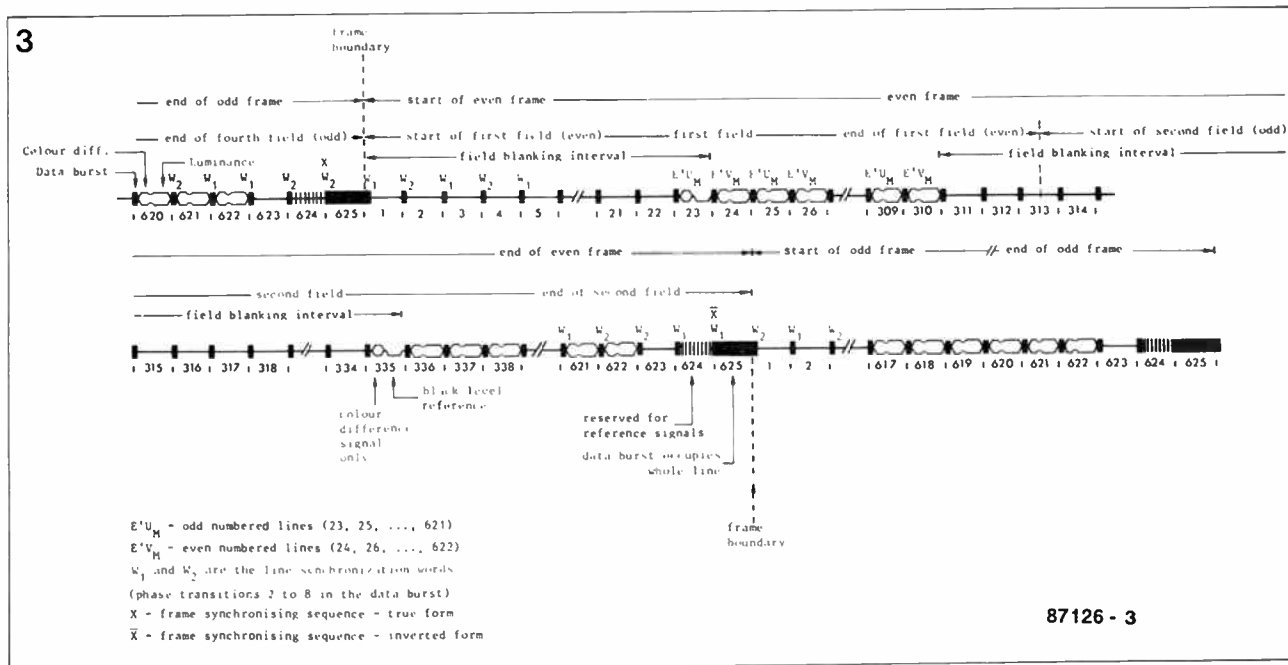 3
frame
boundary
end of odd frame
start of even frame
even frame
end of fourth field (odd)
start of first field (even)
first field
end of first field (even)
start of second field (odd)
Colour diff.
Luminance
field blanking interval
field blanking interval
Data burst
X
W2 W1 W1 W2 W2 W1 W2 W1 W2 W1 E'UM E'VM E'UM E'VM E'UM E'VM
620 621 622 623 624 625 1 2 3 4 5 21 22 23 24 25 26 309 310 311 312 313 314
end of even frame
start of odd frame
end of odd frame
second field
end of second field
field blanking interval
X̅
W1 W2 W2 W1 W1 W2 W1 W2
315 316 317 318 334 335 336 337 338 621 622 623 624 625 1 2 617 618 619 620 621 622 623 624 625
black level
reference
colour
difference
signal
only
reserved for
reference signals
data burst occupies
whole line
frame
boundary
E'UM - odd numbered lines (23, 25, ..., 621)
E'VM - even numbered lines (24, 26, ..., 622)
W1 and W2 are the line synchronization words
(phase transitions 2 to 8 in the data burst)
X - frame synchronising sequence - true form
X̅ - frame synchronising sequence - inverted form
87126 - 3